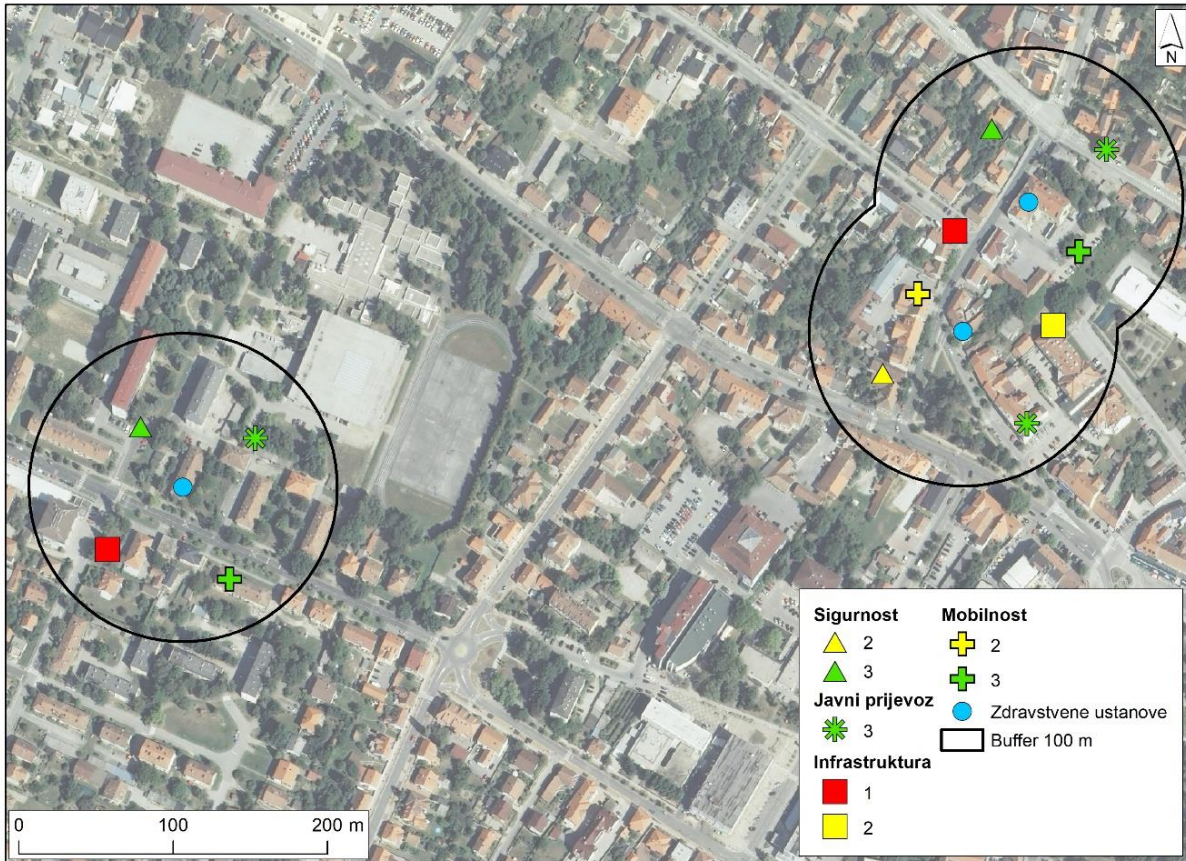 N
Sigurnost
2
3
Javni prijevoz
3
Infrastruktura
1
2
Mobilnost
2
3
Zdravstvene ustanove
Buffer 100 m
0 100 200 m